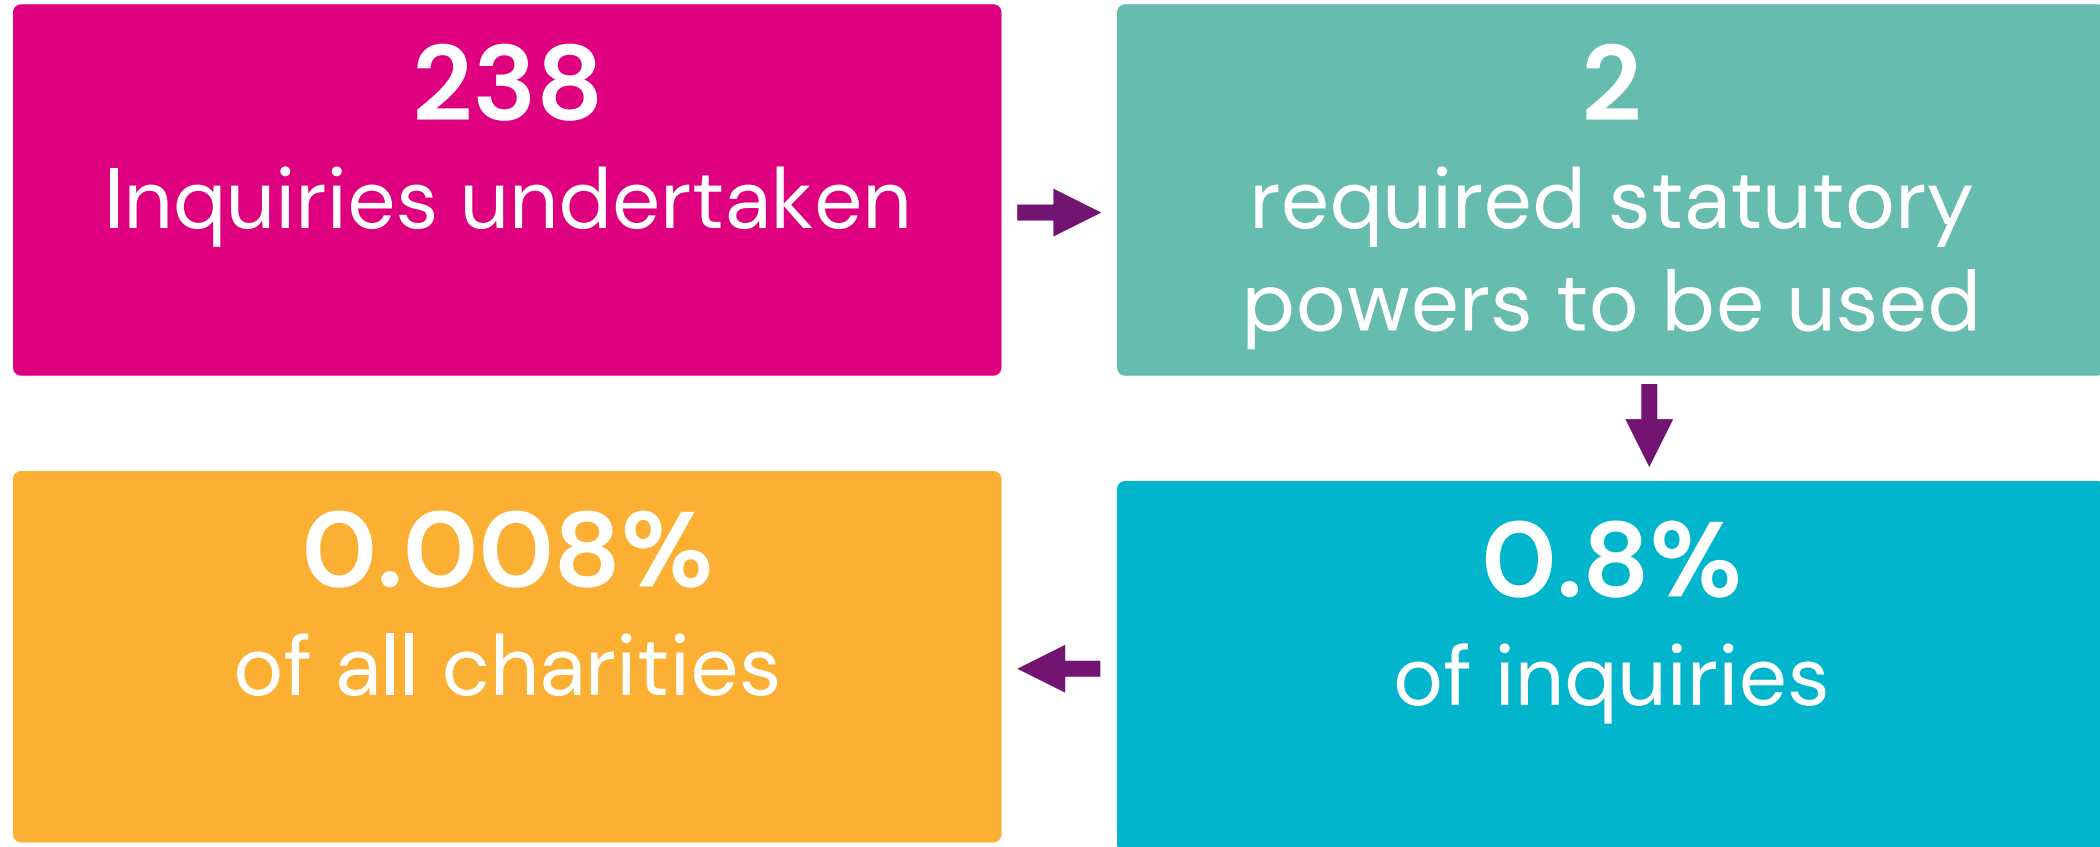 238
Inquiries undertaken
2
required statutory
powers to be used
0.008%
of all charities
0.8%
of inquiries